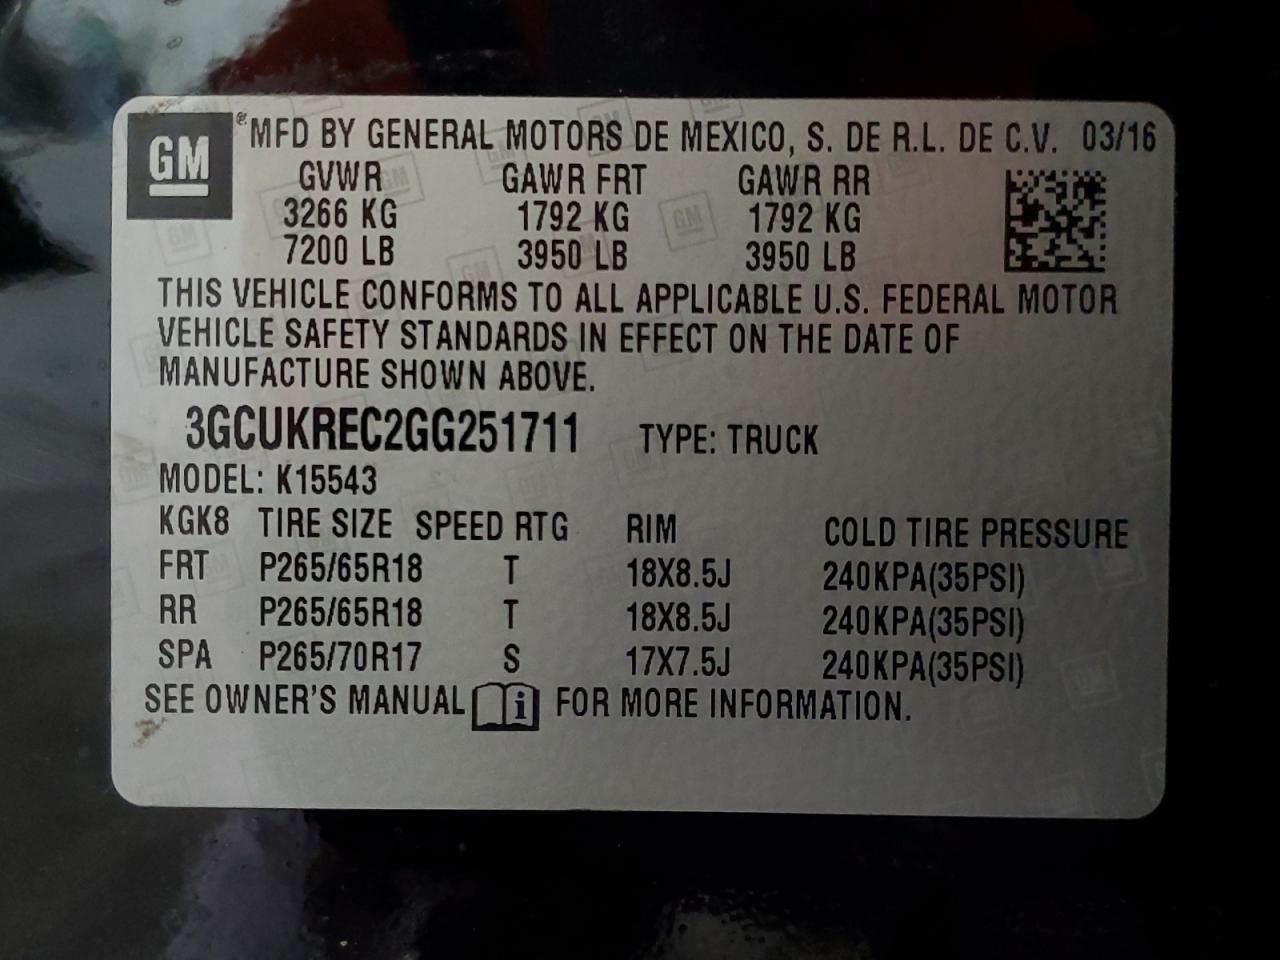 GM ® MFD BY GENERAL MOTORS DE MEXICO, S. DE R.L. DE C.V. 03/16
GVWR GAWR FRT GAWR RR
3266 KG 1792 KG 1792 KG
7200 LB 3950 LB 3950 LB
THIS VEHICLE CONFORMS TO ALL APPLICABLE U.S. FEDERAL MOTOR
VEHICLE SAFETY STANDARDS IN EFFECT ON THE DATE OF
MANUFACTURE SHOWN ABOVE.
3GCUKREC2GG251711 TYPE: TRUCK
MODEL: K15543
KGK8 TIRE SIZE SPEED RTG RIM COLD TIRE PRESSURE
FRT P265/65R18 T 18X8.5J 240KPA(35PSI)
RR P265/65R18 T 18X8.5J 240KPA(35PSI)
SPA P265/70R17 S 17X7.5J 240KPA(35PSI)
SEE OWNER'S MANUAL i FOR MORE INFORMATION.